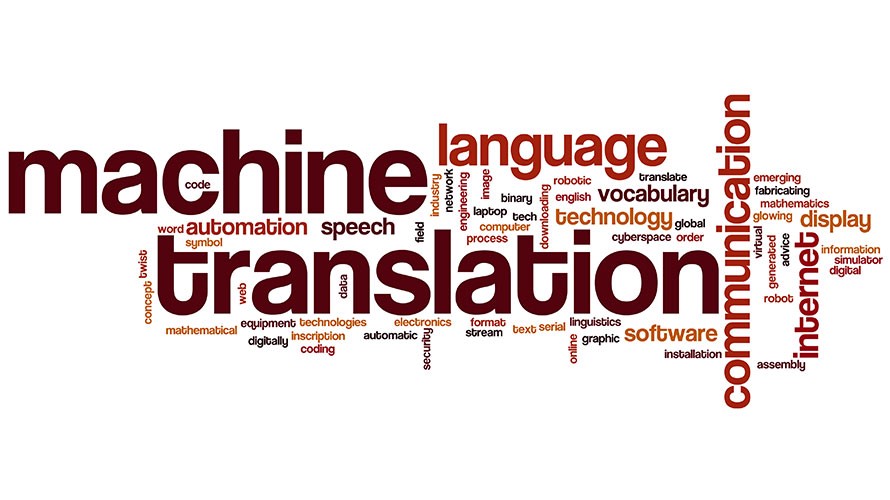 machine
code
language
communication
industry
network
engineering
image
laptop
binary
tech
computer
process
downloading
robotic
english
translate
vocabulary
technology
global
cyberspace
order
emerging
fabricating
mathematics
glowing
display
virtual
generated
advice
internet
information
simulator
digital
robot
word
automation
speech
symbol
field
translation
twist
concept
web
data
mathematical
equipment
technologies
electronics
format
stream
text
serial
linguistics
software
digitally
inscription
coding
automatic
security
online
graphic
installation
assembly